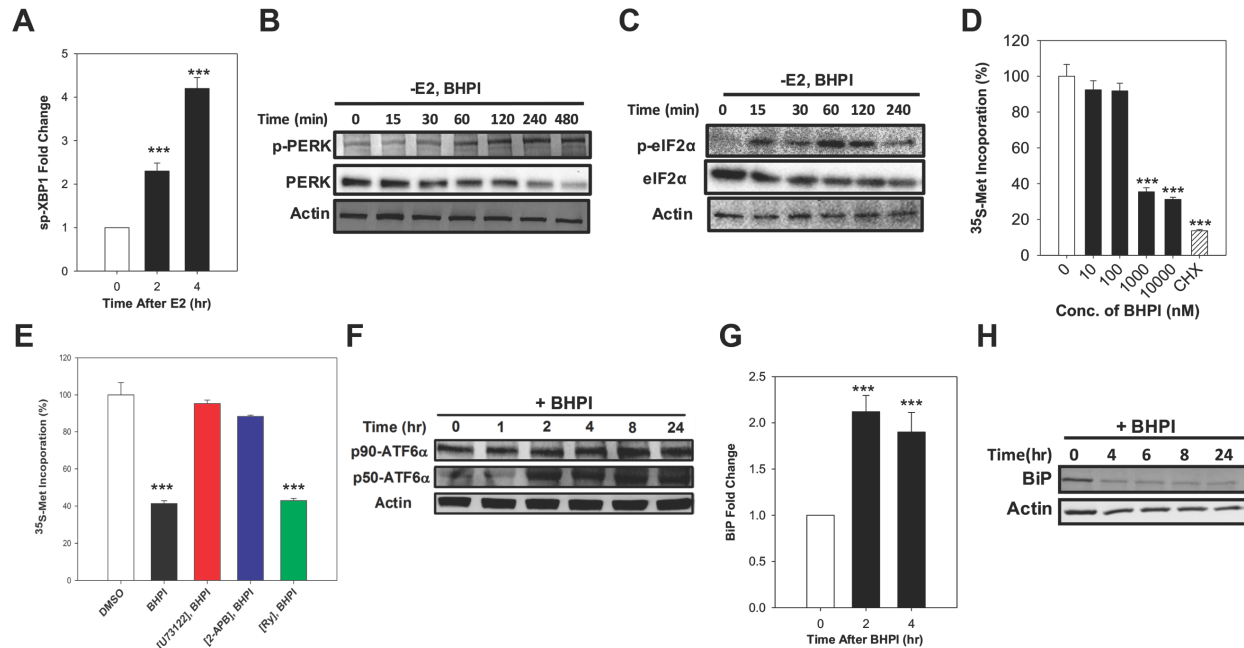 A
sp-XBP1 Fold Change
5
4
3
2
1
0
***
***
0 2 4
Time After E2 (hr)
B
-E2, BHPI
Time (min) 0 15 30 60 120 240 480
p-PERK
PERK
Actin
C
-E2, BHPI
Time (min) 0 15 30 60 120 240
p-eIF2α
eIF2α
Actin
D
35S-Met Incoporation (%)
120
100
80
60
40
20
0
***
***
***
0 10 100 1000 10000 CHX
Conc. of BHPI (nM)
E
35S-Met Incoporation (%)
120
100
80
60
40
20
0
***
***
DMSO
BHPI
[U73122], BHPI
[2-APB], BHPI
[Ry], BHPI
F
+ BHPI
Time (hr) 0 1 2 4 8 24
p90-ATF6α
p50-ATF6α
Actin
G
BiP Fold Change
2.5
2.0
1.5
1.0
0.5
0.0
***
***
0 2 4
Time After BHPI (hr)
H
+ BHPI
Time(hr) 0 4 6 8 24
BiP
Actin